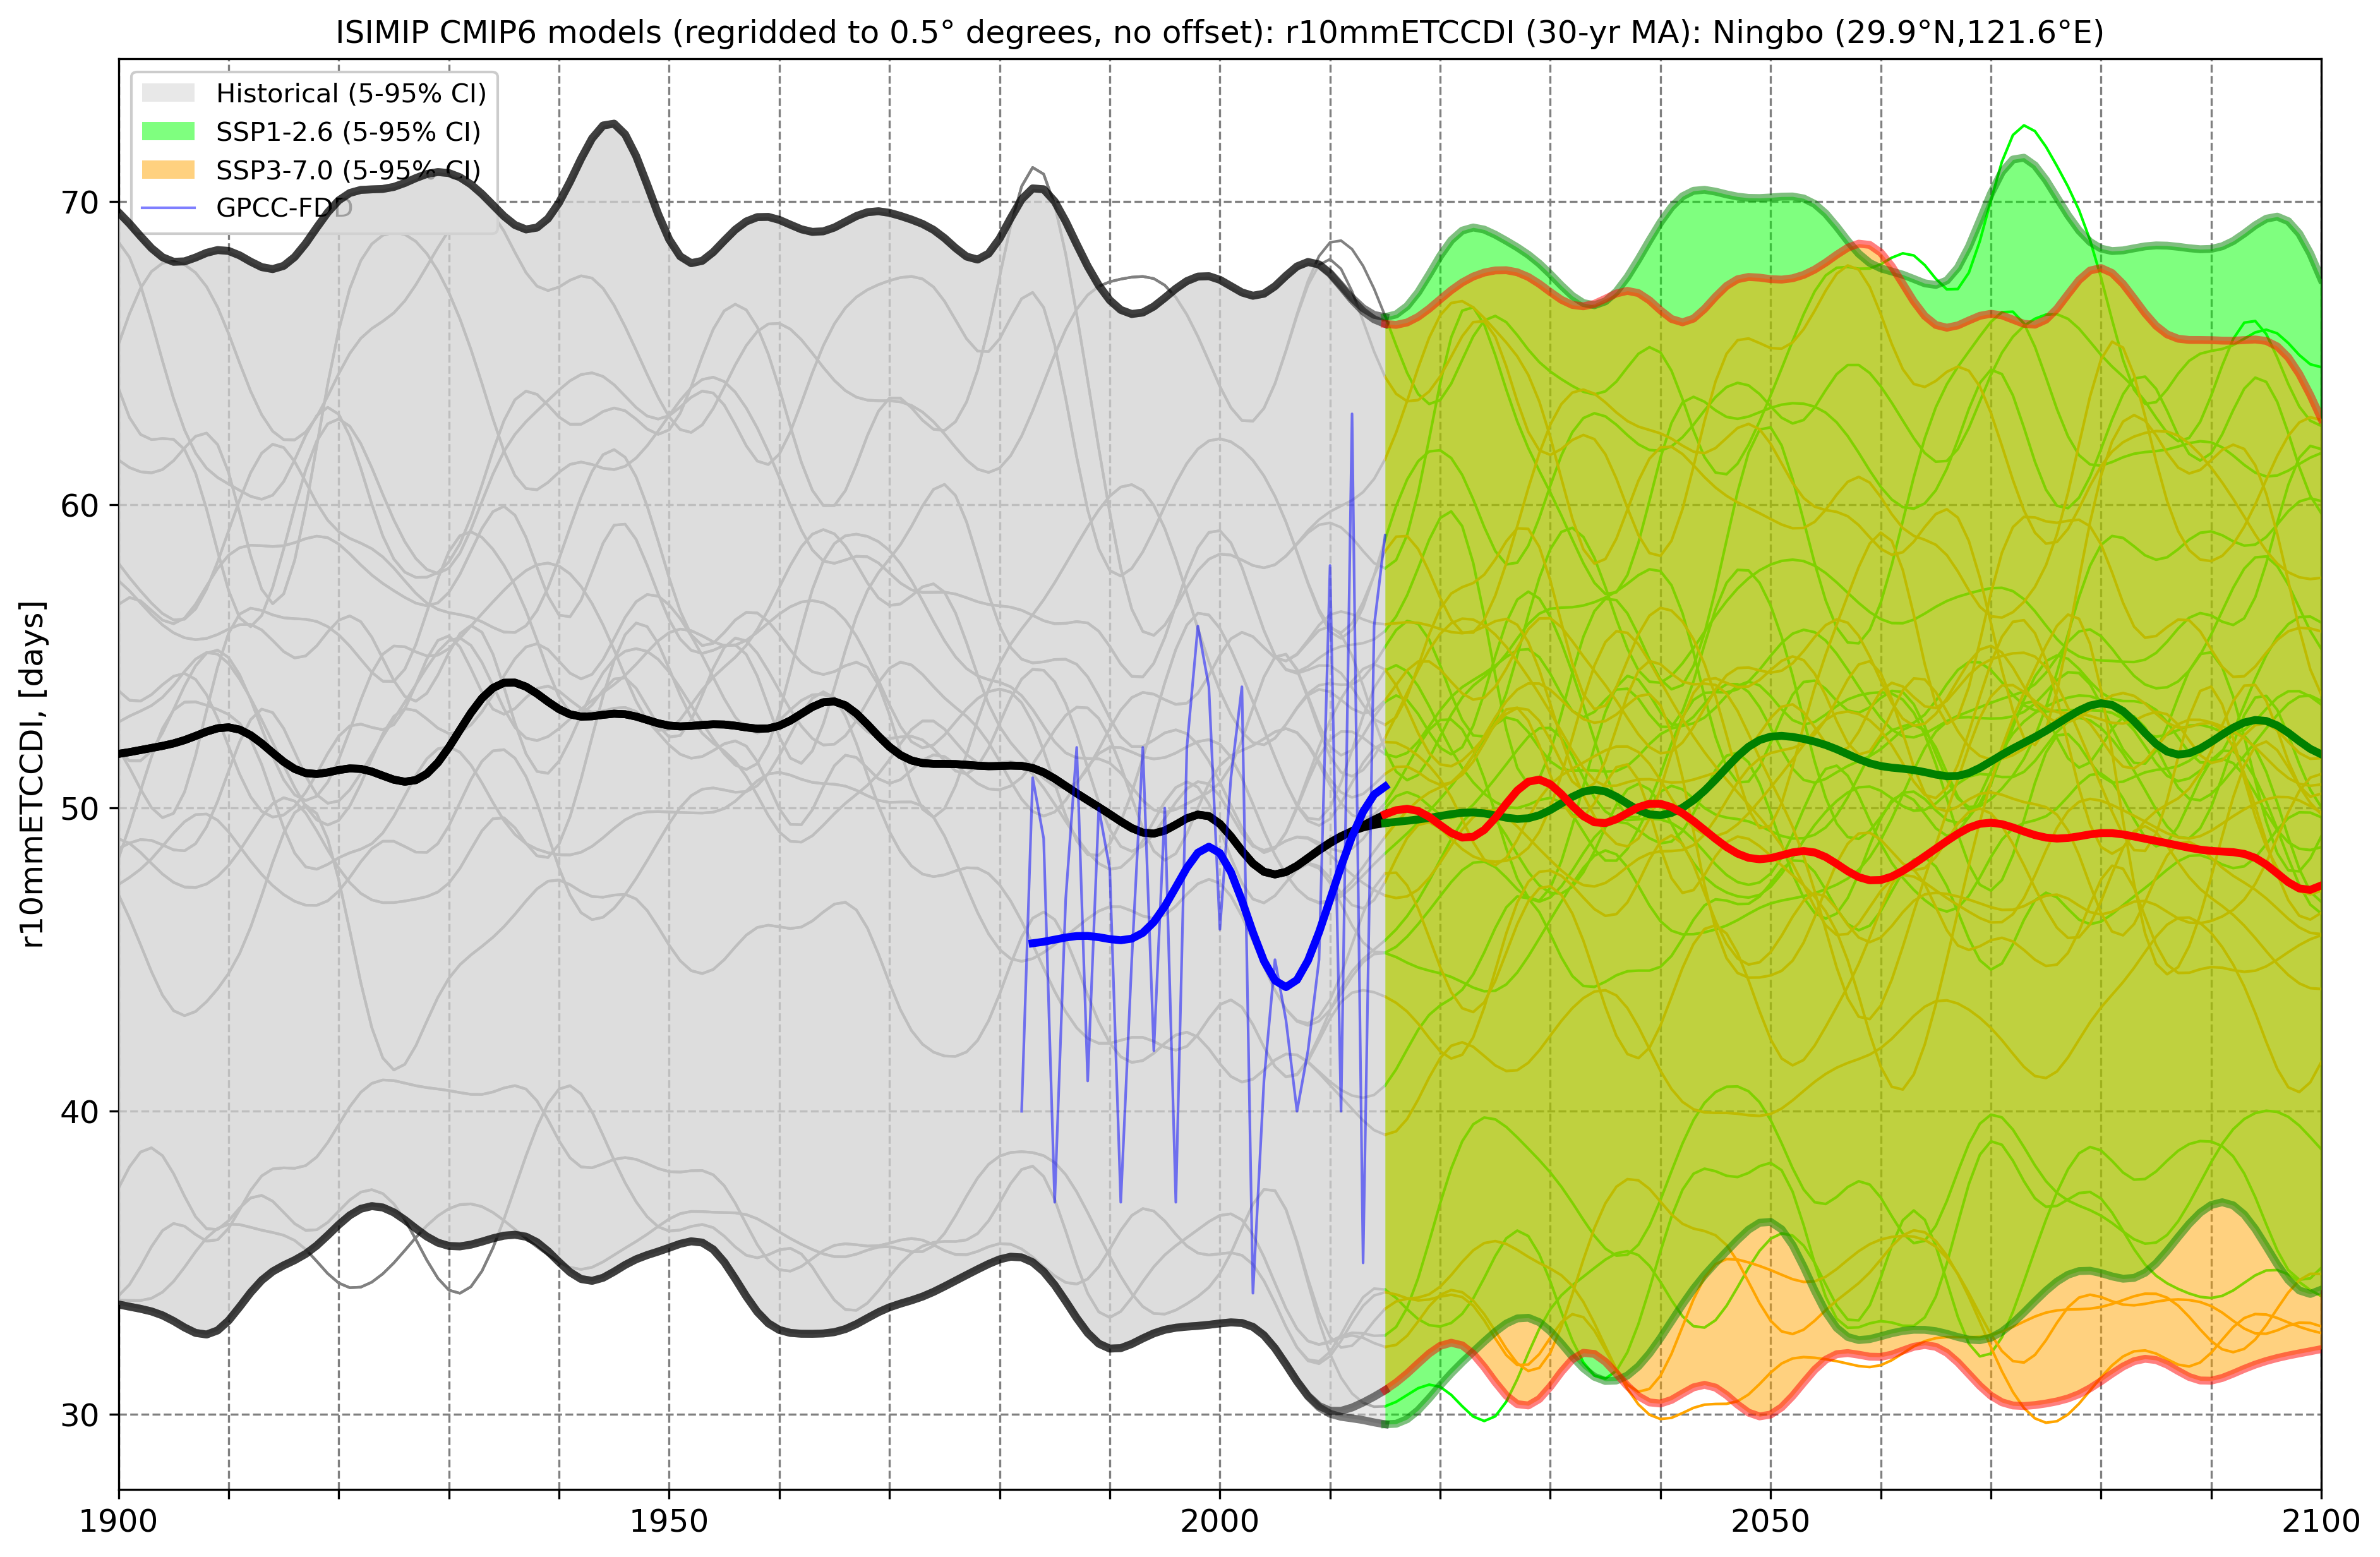 ISIMIP CMIP6 models (regridded to 0.5° degrees, no offset): r10mmETCCDI (30-yr MA): Ningbo (29.9°N,121.6°E)
Historical (5-95% CI)
SSP1-2.6 (5-95% CI)
SSP3-7.0 (5-95% CI)
GPCC-FDD
r10mmETCCDI, [days]
70
60
50
40
30
1900
1950
2000
2050
2100